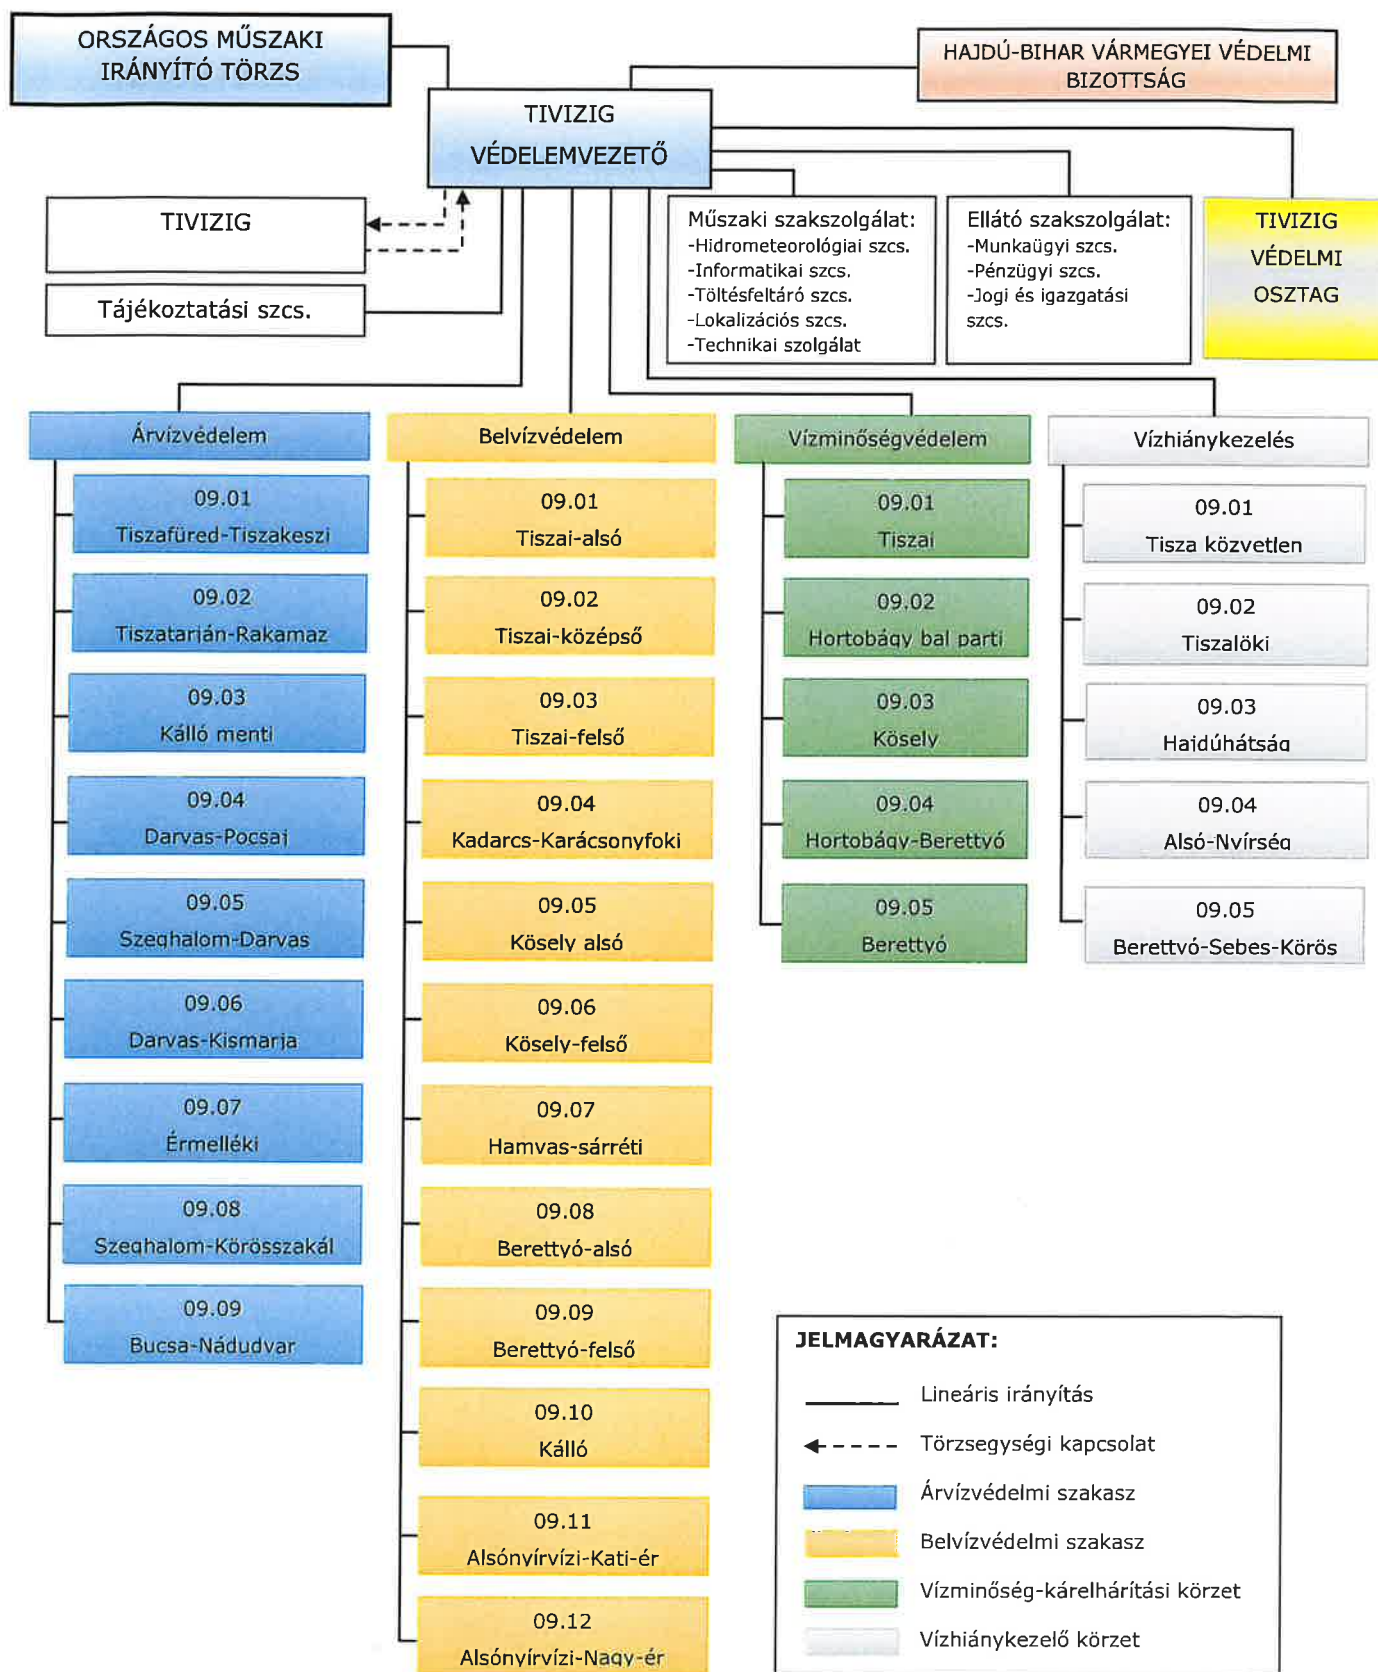 ORSZÁGOS MŰSZAKI
IRÁNYÍTÓ TÖRZS
HAJDÚ-BIHAR VÁRMEGYEI VÉDELMI
BIZOTTSÁG
TIVIZIG
VÉDELEMVEZETŐ
TIVIZIG
Tájékoztatási szcs.
Műszaki szakszolgálat:
-Hidrometeorológiai szcs.
-Informatikai szcs.
-Töltésfeltáró szcs.
-Lokalizációs szcs.
-Technikai szolgálat
Ellátó szakszolgálat:
-Munkaügyi szcs.
-Pénzügyi szcs.
-Jogi és igazgatási
szcs.
TIVIZIG
VÉDELMI
OSZTAG
Árvízvédelem
09.01
Tiszafüred-Tiszakeszi
09.02
Tiszatarján-Rakamaz
09.03
Kálló menti
09.04
Darvas-Pocsaj
09.05
Szeghalom-Darvas
09.06
Darvas-Kismarja
09.07
Érmelléki
09.08
Szeghalom-Körösszakál
09.09
Bucsa-Nádudvar
Belvízvédelem
09.01
Tiszai-alsó
09.02
Tiszai-középső
09.03
Tiszai-felső
09.04
Kadarcs-Karácsonyfoki
09.05
Kösely alsó
09.06
Kösely-felső
09.07
Hamvas-sárréti
09.08
Berettyó-alsó
09.09
Berettyó-felső
09.10
Kálló
09.11
Alsónyírvízi-Kati-ér
09.12
Alsónyírvízi-Nagy-ér
Vízminőségvédelem
09.01
Tiszai
09.02
Hortobágy bal parti
09.03
Kösely
09.04
Hortobágy-Berettyó
09.05
Berettyó
Vízhiánykezelés
09.01
Tisza közvetlen
09.02
Tiszalöki
09.03
Hajdúhátság
09.04
Alsó-Nyírség
09.05
Berettyó-Sebes-Körös
JELMAGYARÁZAT:
Lineáris irányítás
Törzsegységi kapcsolat
Árvízvédelmi szakasz
Belvízvédelmi szakasz
Vízminőség-kárelhárítási körzet
Vízhiánykezelő körzet